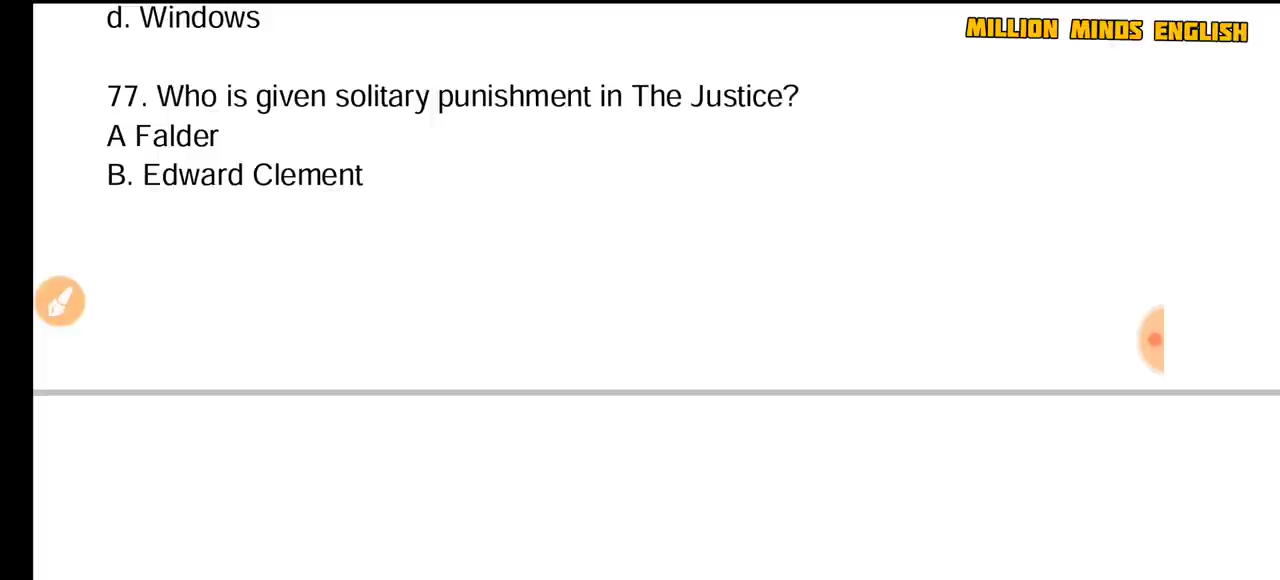 d. Windows
MILLION MINDS ENGLISH
77. Who is given solitary punishment in The Justice?
A Falder
B. Edward Clement